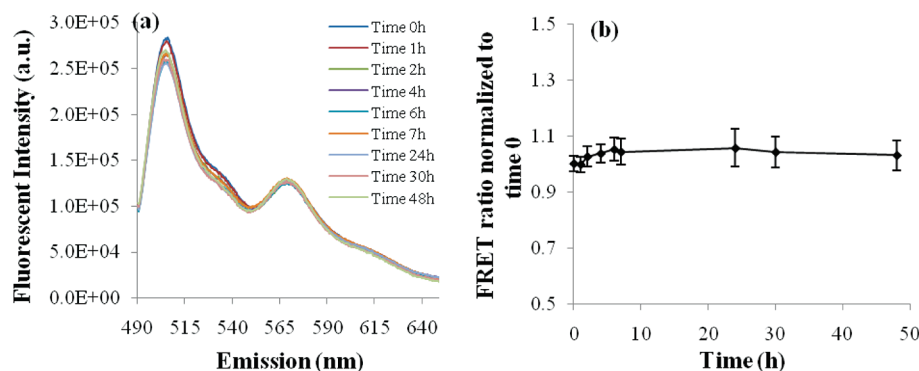 (a)
Fluorescent Intensity (a.u.)
3.0E+05
2.5E+05
2.0E+05
1.5E+05
1.0E+05
5.0E+04
0.0E+00
490 515 540 565 590 615 640
Emission (nm)
Time 0h
Time 1h
Time 2h
Time 4h
Time 6h
Time 7h
Time 24h
Time 30h
Time 48h
(b)
FRET ratio normalized to
time 0
1.5
1.3
1.1
0.9
0.7
0.5
0 10 20 30 40 50
Time (h)